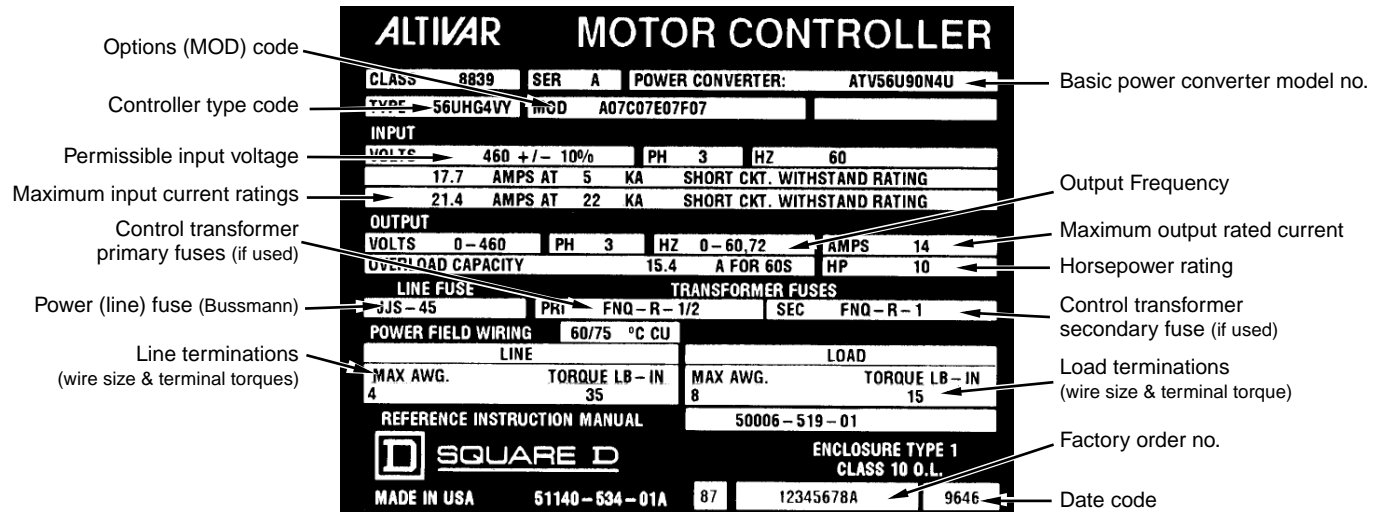 ALTIVAR MOTOR CONTROLLER
Options (MOD) code
CLASS 8839 SER A POWER CONVERTER: ATV56U90N4U
Basic power converter model no.
Controller type code
TYPE 56UHG4VY MOD A07C07E07F07
INPUT
Permissible input voltage
VOLTS 460 +/- 10% PH 3 HZ 60
17.7 AMPS AT 5 KA SHORT CKT. WITHSTAND RATING
Maximum input current ratings
21.4 AMPS AT 22 KA SHORT CKT. WITHSTAND RATING
Output Frequency
OUTPUT
Control transformer
primary fuses (if used)
VOLTS 0-460 PH 3 HZ 0-60,72 AMPS 14
Maximum output rated current
OVERLOAD CAPACITY 15.4 A FOR 60S HP 10
Horsepower rating
LINE FUSE TRANSFORMER FUSES
Power (line) fuse (Bussmann)
JJS-45 PRI FNQ-R-1/2 SEC FNQ-R-1
Control transformer
secondary fuse (if used)
POWER FIELD WIRING 60/75 °C CU
LINE LOAD
Line terminations
(wire size & terminal torques)
MAX AWG. TORQUE LB-IN MAX AWG. TORQUE LB-IN
4 35 8 15
Load terminations
(wire size & terminal torque)
REFERENCE INSTRUCTION MANUAL 50006-519-01
D SQUARE D
ENCLOSURE TYPE 1
CLASS 10 O.L.
Factory order no.
MADE IN USA 51140-534-01A 87 12345678A 9646
Date code